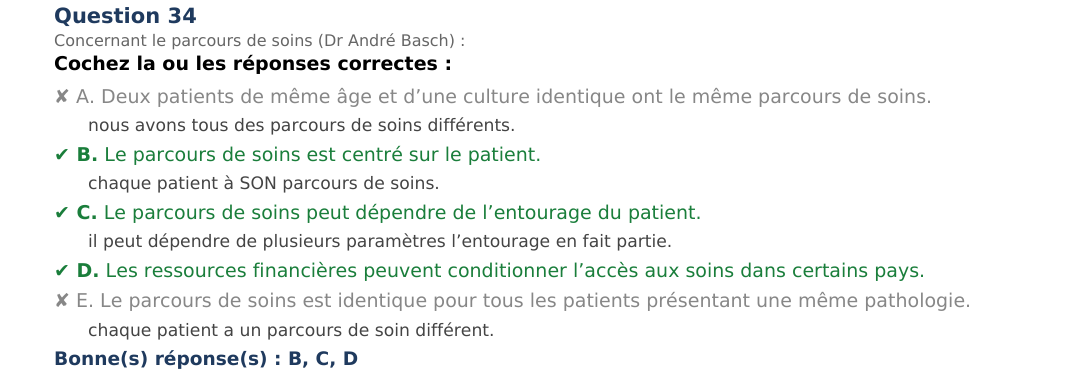 Question 34
Concernant le parcours de soins (Dr André Basch) :
Cochez la ou les réponses correctes :
✘ A. Deux patients de même âge et d’une culture identique ont le même parcours de soins.
nous avons tous des parcours de soins différents.
✔ B. Le parcours de soins est centré sur le patient.
chaque patient à SON parcours de soins.
✔ C. Le parcours de soins peut dépendre de l’entourage du patient.
il peut dépendre de plusieurs paramètres l’entourage en fait partie.
✔ D. Les ressources financières peuvent conditionner l’accès aux soins dans certains pays.
✘ E. Le parcours de soins est identique pour tous les patients présentant une même pathologie.
chaque patient a un parcours de soin différent.
Bonne(s) réponse(s) : B, C, D